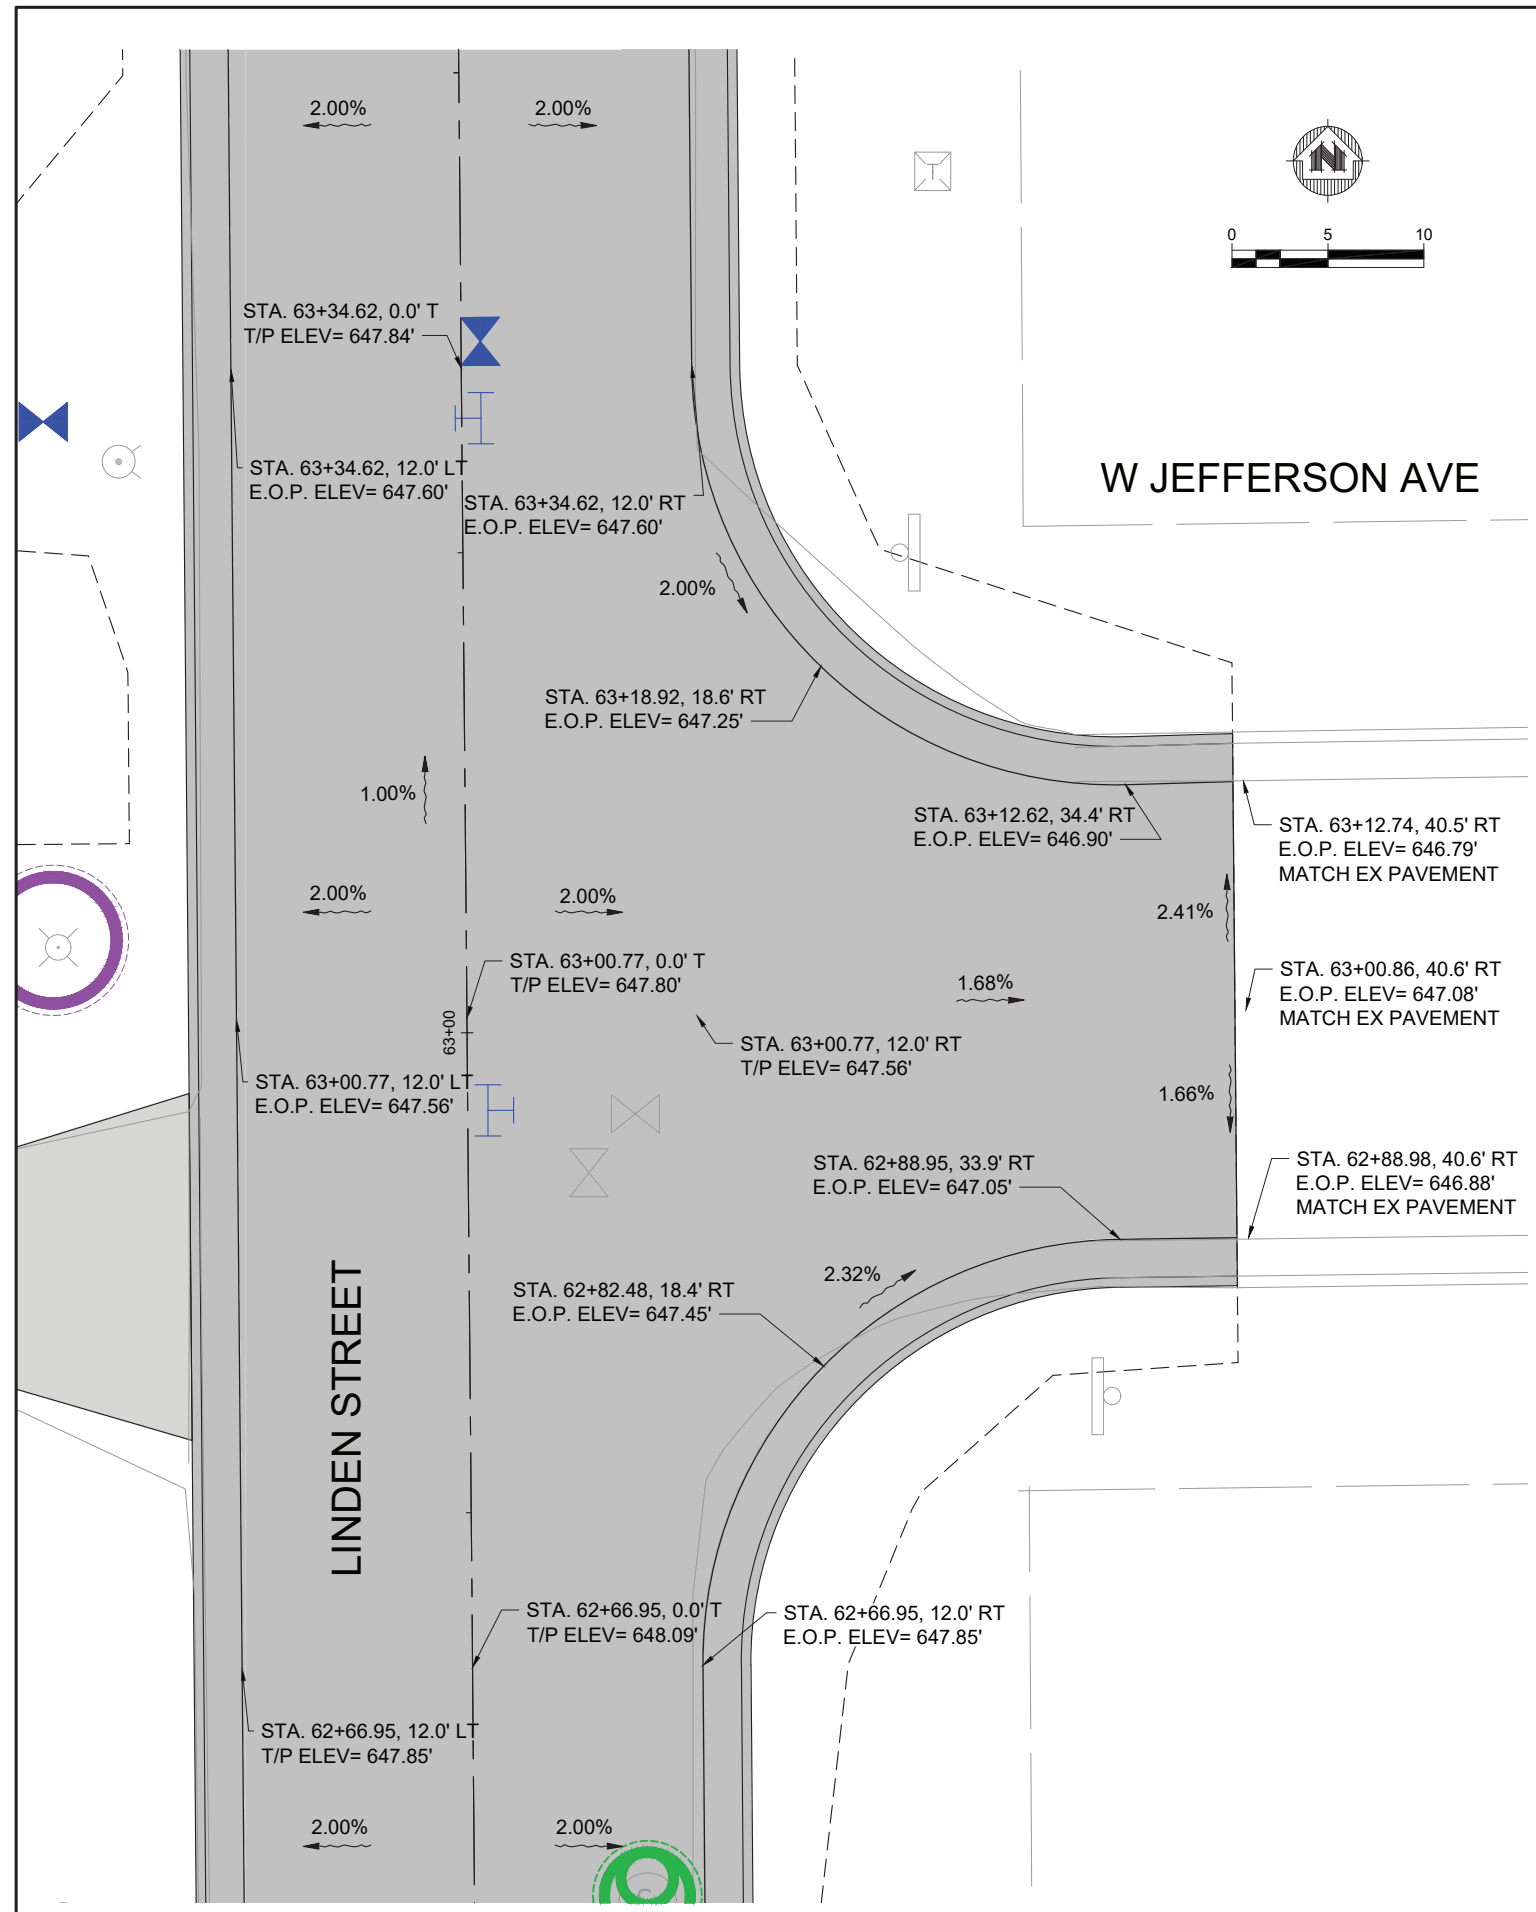 2.00%
2.00%
N
T
0 5 10
STA. 63+34.62, 0.0' T
T/P ELEV= 647.84'
STA. 63+34.62, 12.0' LT
E.O.P. ELEV= 647.60'
STA. 63+34.62, 12.0' RT
E.O.P. ELEV= 647.60'
W JEFFERSON AVE
2.00%
STA. 63+18.92, 18.6' RT
E.O.P. ELEV= 647.25'
1.00%
STA. 63+12.62, 34.4' RT
E.O.P. ELEV= 646.90'
STA. 63+12.74, 40.5' RT
E.O.P. ELEV= 646.79'
MATCH EX PAVEMENT
2.00%
2.00%
2.41%
STA. 63+00.77, 0.0' T
T/P ELEV= 647.80'
1.68%
STA. 63+00.86, 40.6' RT
E.O.P. ELEV= 647.08'
MATCH EX PAVEMENT
63+00
STA. 63+00.77, 12.0' RT
T/P ELEV= 647.56'
STA. 63+00.77, 12.0' LT
E.O.P. ELEV= 647.56'
1.66%
STA. 62+88.95, 33.9' RT
E.O.P. ELEV= 647.05'
STA. 62+88.98, 40.6' RT
E.O.P. ELEV= 646.88'
MATCH EX PAVEMENT
2.32%
STA. 62+82.48, 18.4' RT
E.O.P. ELEV= 647.45'
LINDEN STREET
STA. 62+66.95, 0.0' T
T/P ELEV= 648.09'
STA. 62+66.95, 12.0' RT
E.O.P. ELEV= 647.85'
STA. 62+66.95, 12.0' LT
T/P ELEV= 647.85'
2.00%
2.00%